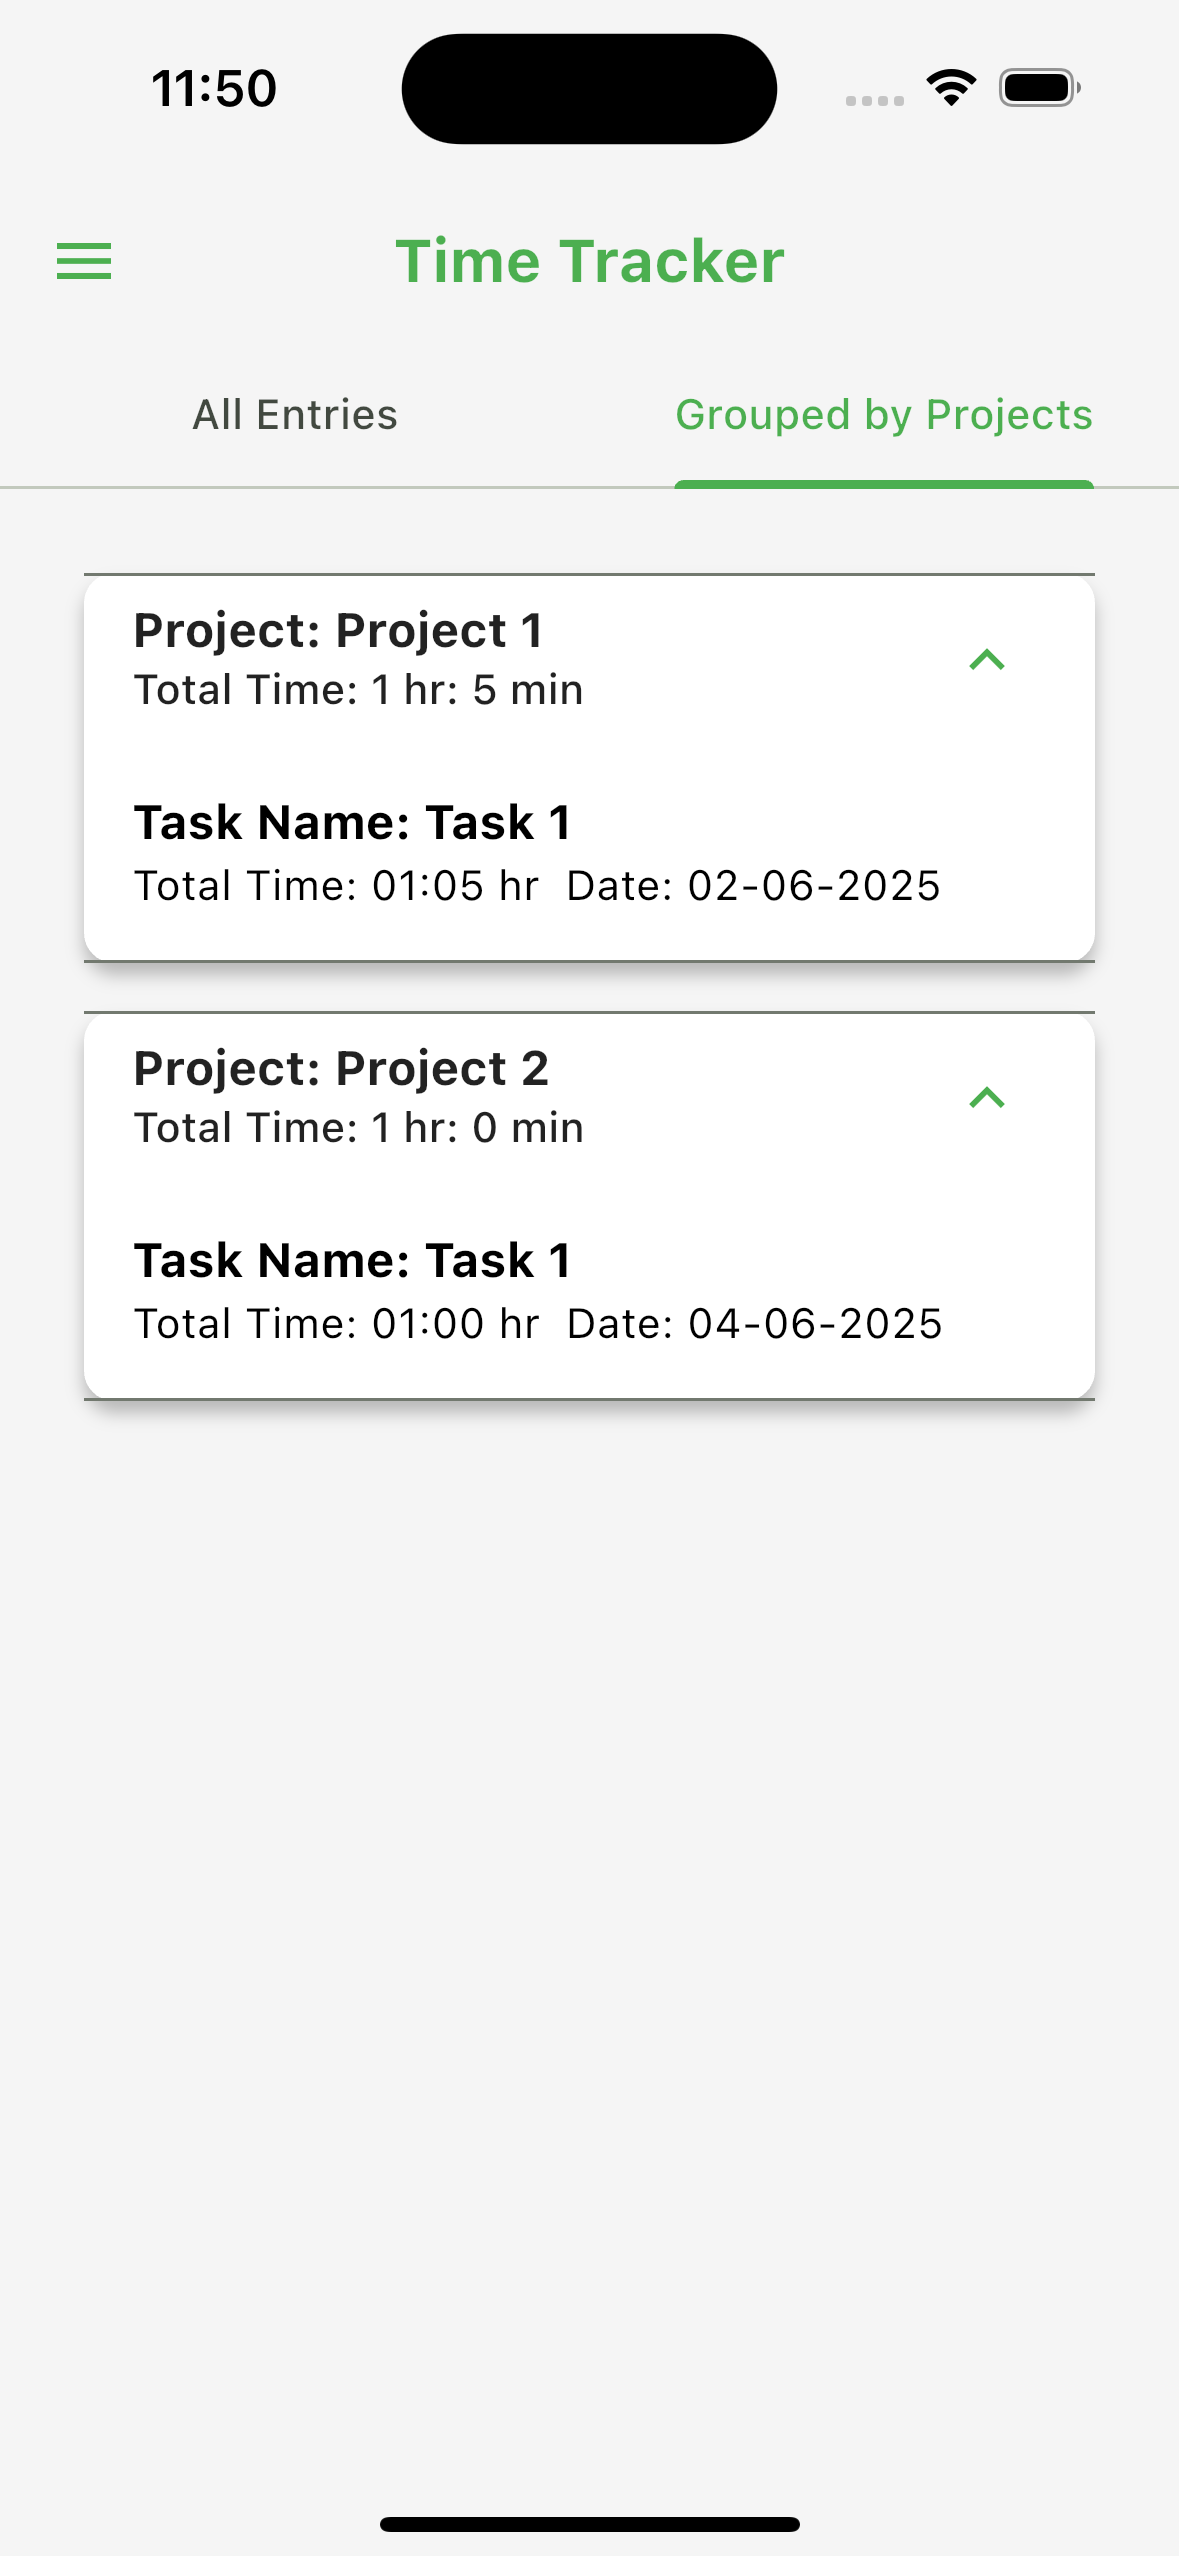 11:50
Time Tracker
All Entries
Grouped by Projects
Project: Project 1
Total Time: 1 hr: 5 min
Task Name: Task 1
Total Time: 01:05 hr  Date: 02-06-2025
Project: Project 2
Total Time: 1 hr: 0 min
Task Name: Task 1
Total Time: 01:00 hr  Date: 04-06-2025